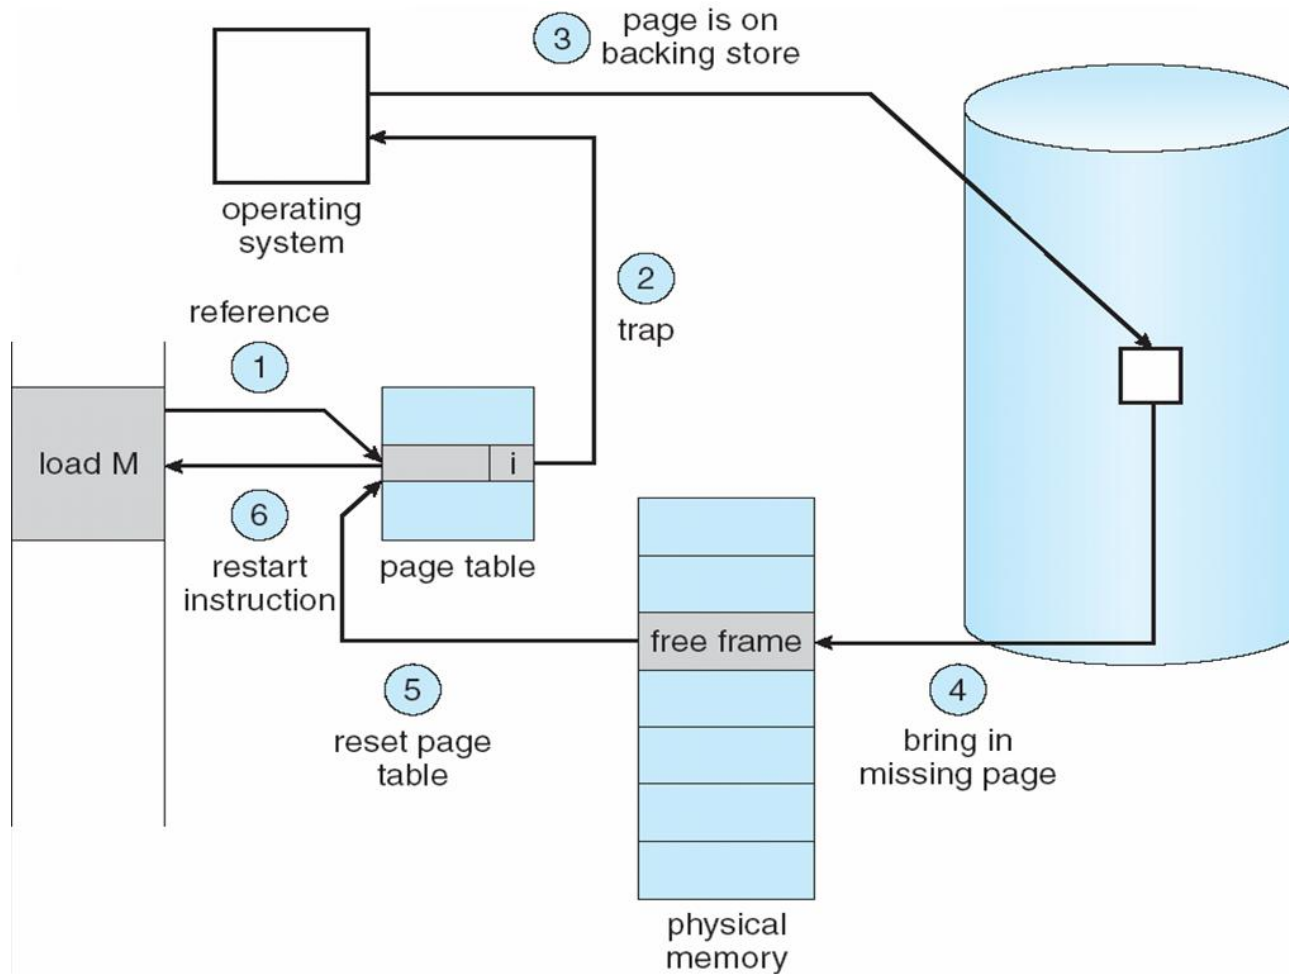 3
page is on
backing store
operating
system
2
trap
reference
1
load M
i
6
restart
instruction
page table
free frame
5
reset page
table
4
bring in
missing page
physical
memory